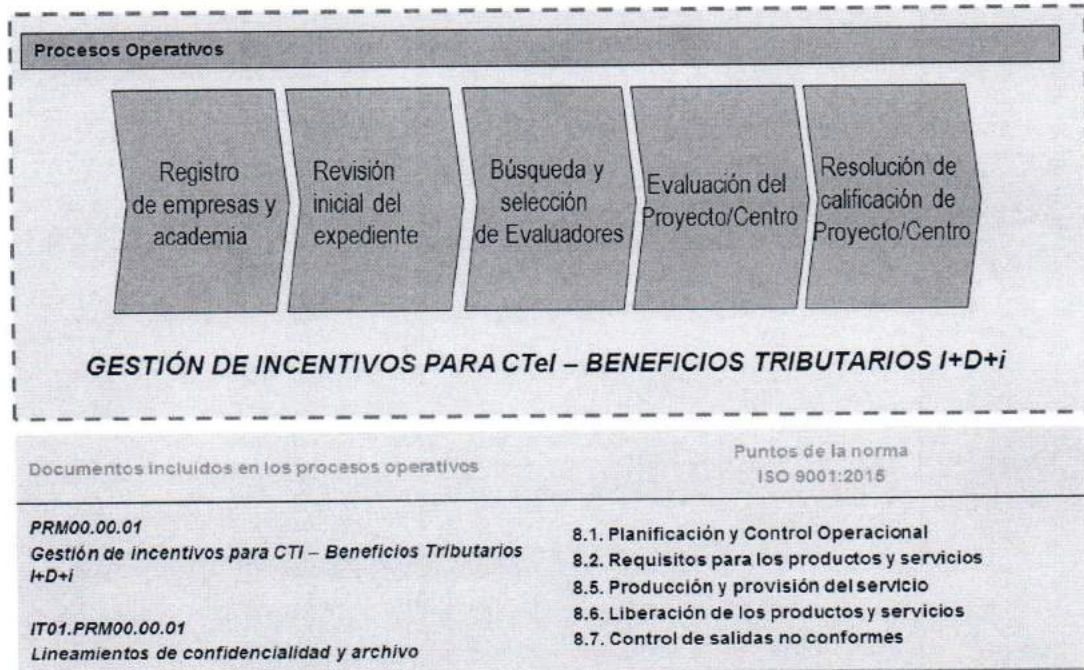 Procesos Operativos
Registro
de empresas y
academia
Revisión
inicial del
expediente
Búsqueda y
selección
de Evaluadores
Evaluación del
Proyecto/Centro
Resolución de
calificación de
Proyecto/Centro
GESTIÓN DE INCENTIVOS PARA CTeI – BENEFICIOS TRIBUTARIOS I+D+i
Documentos incluidos en los procesos operativos
Puntos de la norma
ISO 9001:2015
PRM00.00.01
Gestión de incentivos para CTI – Beneficios Tributarios
I+D+i
IT01.PRM00.00.01
Lineamientos de confidencialidad y archivo
8.1. Planificación y Control Operacional
8.2. Requisitos para los productos y servicios
8.5. Producción y provisión del servicio
8.6. Liberación de los productos y servicios
8.7. Control de salidas no conformes